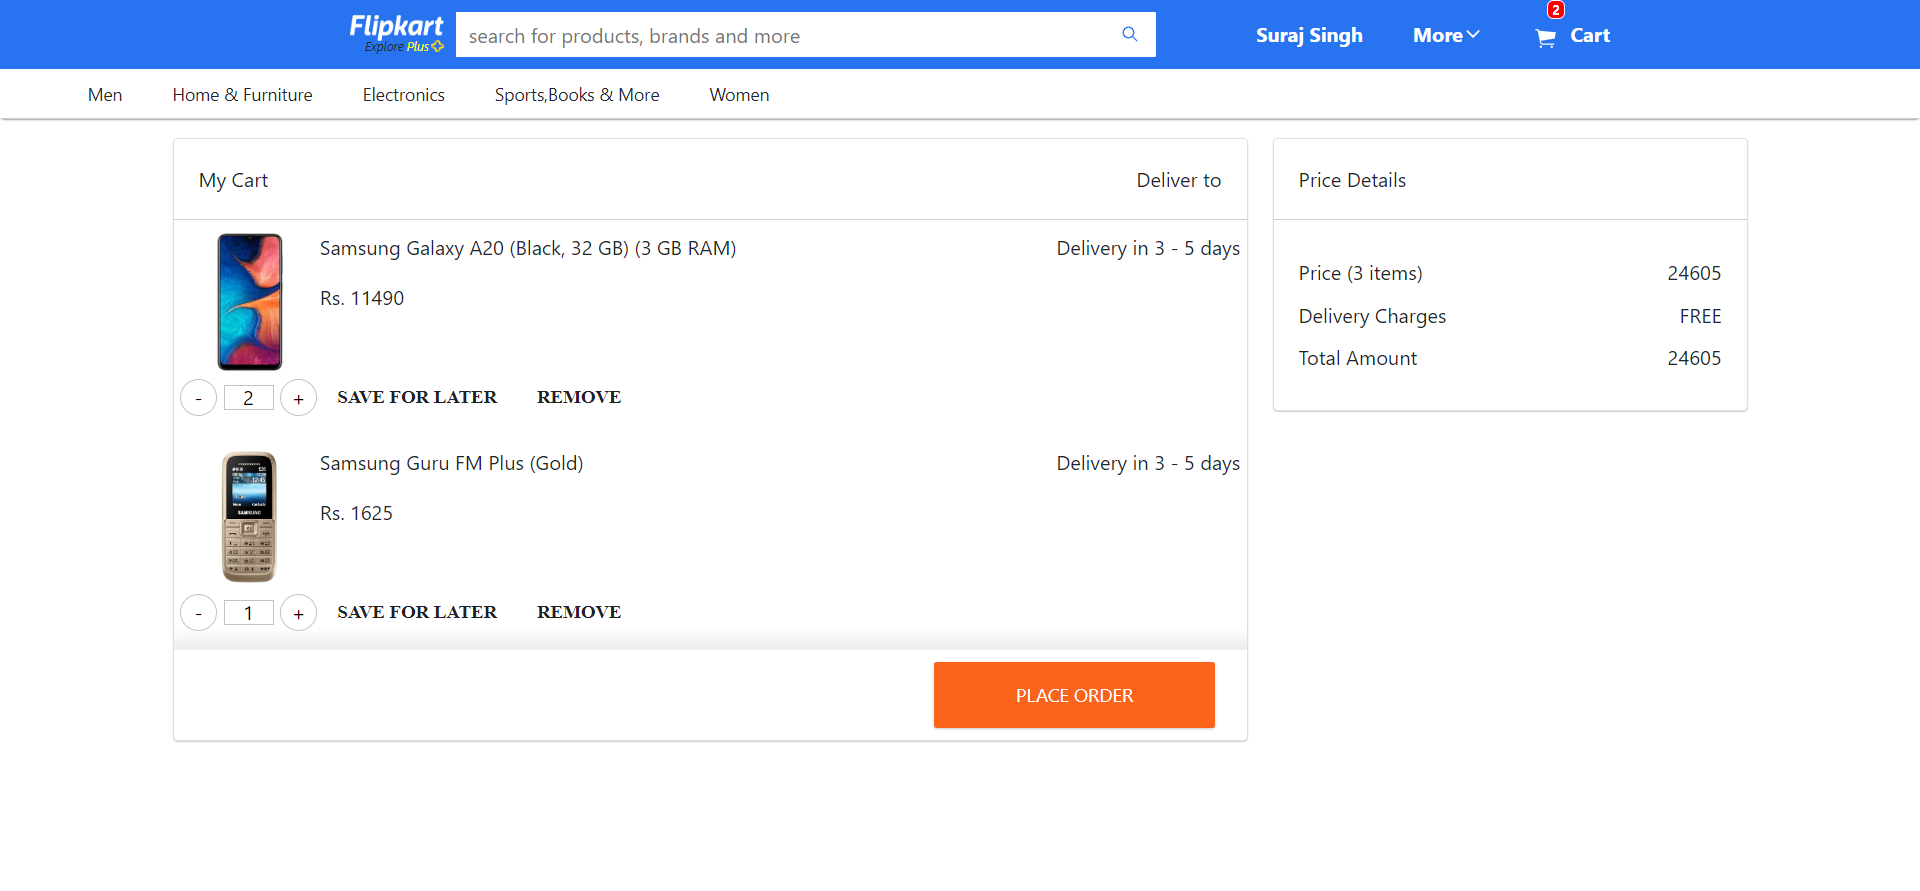 Flipkart
Explore Plus
search for products, brands and more
Suraj Singh
More
2
Cart
Men
Home & Furniture
Electronics
Sports,Books & More
Women
My Cart
Deliver to
Samsung Galaxy A20 (Black, 32 GB) (3 GB RAM)
Delivery in 3 - 5 days
Rs. 11490
- 2 +
SAVE FOR LATER
REMOVE
Samsung Guru FM Plus (Gold)
Delivery in 3 - 5 days
Rs. 1625
SAMSUNG
- 1 +
SAVE FOR LATER
REMOVE
PLACE ORDER
Price Details
Price (3 items)
24605
Delivery Charges
FREE
Total Amount
24605